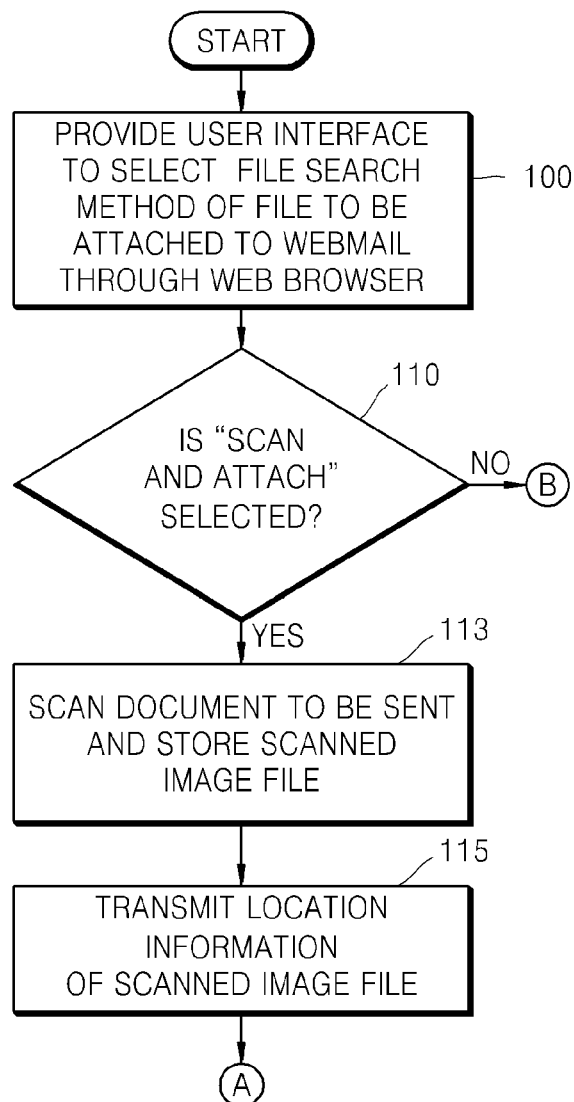 START
PROVIDE USER INTERFACE
TO SELECT FILE SEARCH
METHOD OF FILE TO BE
ATTACHED TO WEBMAIL
THROUGH WEB BROWSER
100
110
IS “SCAN
AND ATTACH”
SELECTED?
NO
B
YES
113
SCAN DOCUMENT TO BE SENT
AND STORE SCANNED
IMAGE FILE
115
TRANSMIT LOCATION
INFORMATION
OF SCANNED IMAGE FILE
A